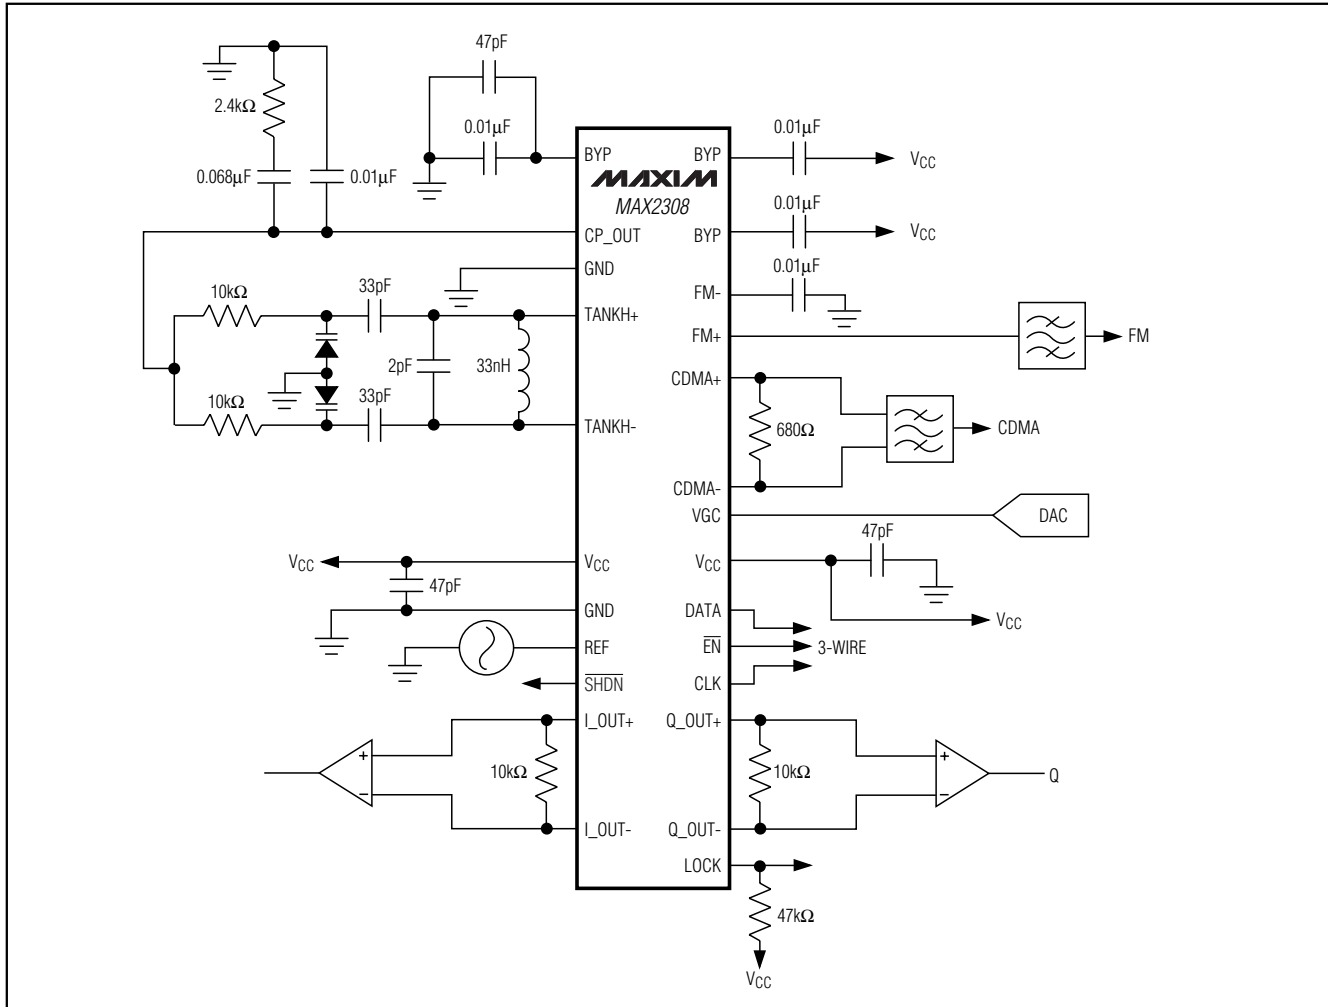 47pF
2.4kΩ
0.01µF
0.01µF
BYP
BYP
VCC
0.068µF
0.01µF
MAXIM
MAX2308
0.01µF
CP_OUT
BYP
VCC
GND
0.01µF
10kΩ
33pF
FM-
TANKH+
FM+
FM
2pF
33nH
CDMA+
10kΩ
33pF
TANKH-
680Ω
CDMA
CDMA-
VGC
DAC
47pF
VCC
VCC
VCC
47pF
GND
DATA
VCC
REF
EN
3-WIRE
SHDN
CLK
I_OUT+
Q_OUT+
+
+
10kΩ
10kΩ
Q
−
−
I_OUT-
Q_OUT-
LOCK
47kΩ
VCC